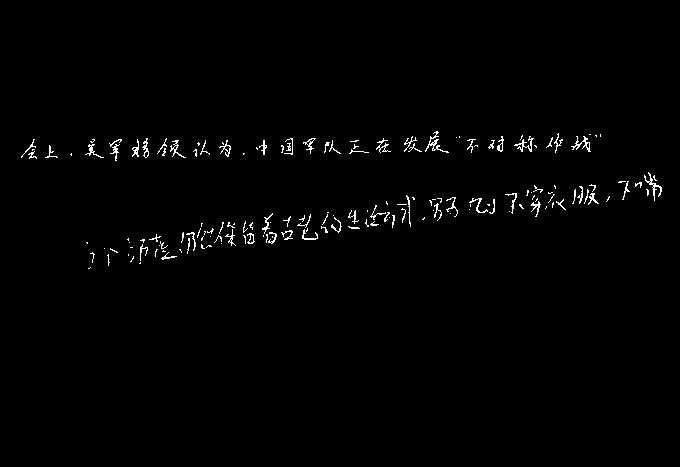 会上，美军将领认为，中国军队正在发展“不对称作战”
这个部落仍然保留着古老的生活方式，男子九时不穿衣服，不带